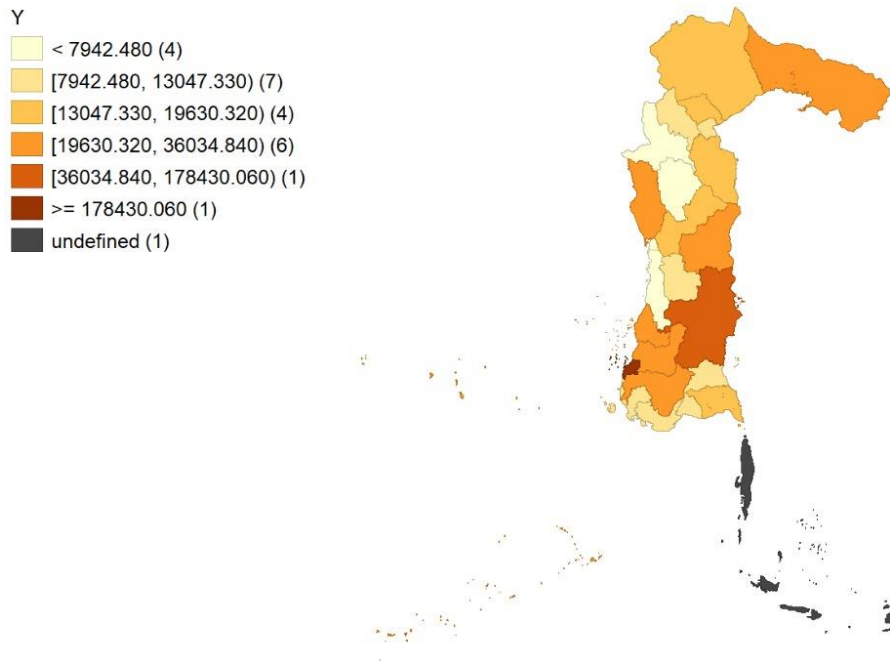 Y
< 7942.480 (4)
[7942.480, 13047.330) (7)
[13047.330, 19630.320) (4)
[19630.320, 36034.840) (6)
[36034.840, 178430.060) (1)
>= 178430.060 (1)
undefined (1)